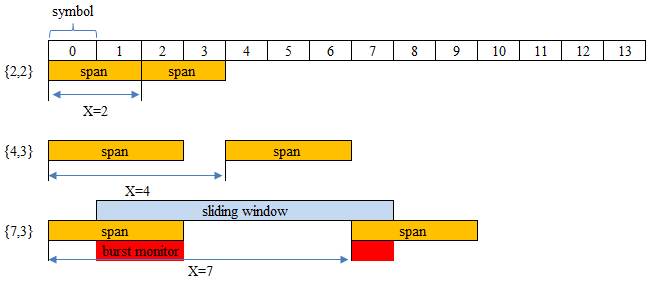 symbol
0 1 2 3 4 5 6 7 8 9 10 11 12 13
{2,2} span span
X=2
{4,3} span span
X=4
sliding window
{7,3} span span
burst monitor
X=7